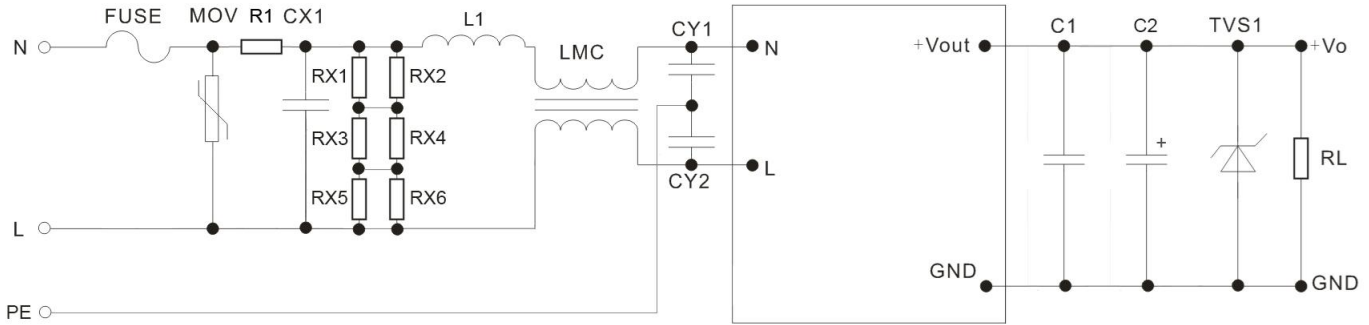 FUSE MOV R1 CX1 L1 LMC CY1 C1 C2 TVS1
N N +Vout +Vo
RX1 RX2
RX3 RX4 RL
L CY2
RX5 RX6
L
GND GND
PE